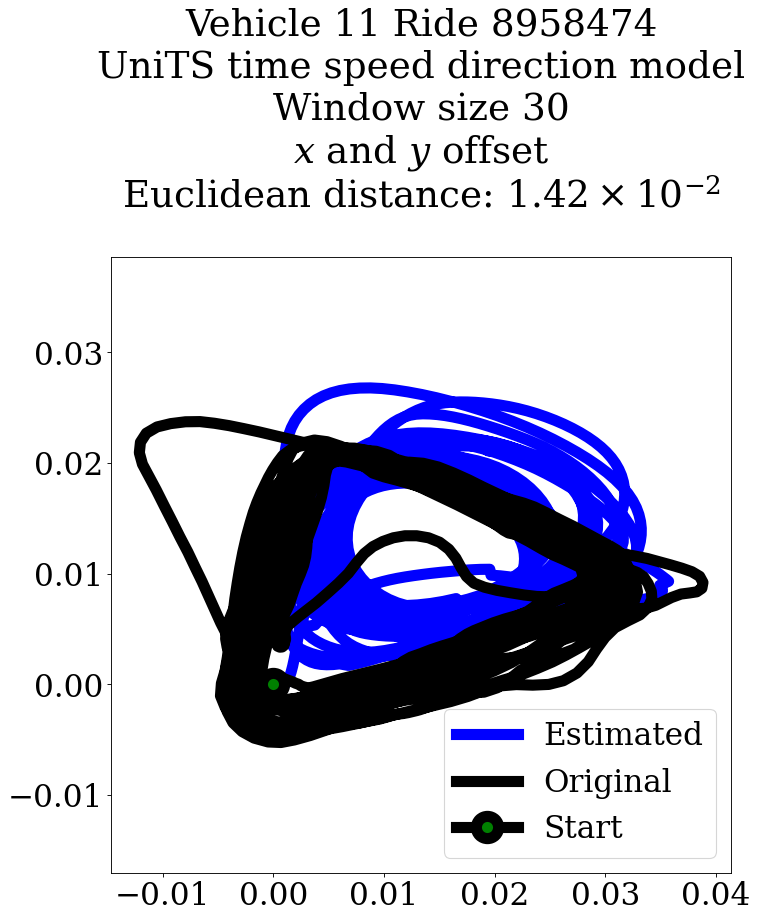 Vehicle 11 Ride 8958474
UniTS time speed direction model
Window size 30
x and y offset
Euclidean distance: 1.42 × 10⁻²
0.03
0.02
0.01
0.00
−0.01
Estimated
Original
Start
−0.01 0.00 0.01 0.02 0.03 0.04